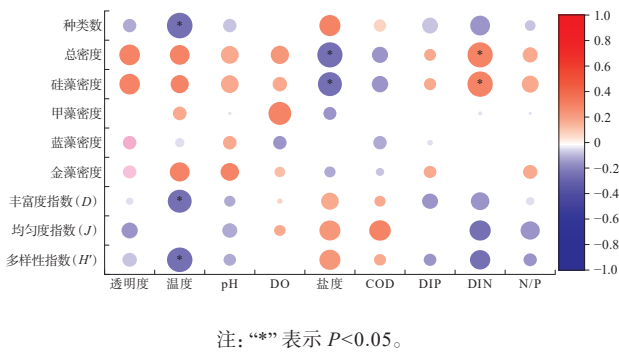 种类数
总密度
硅藻密度
甲藻密度
蓝藻密度
金藻密度
丰富度指数(D)
均匀度指数(J)
多样性指数(H′)
* 
* *
* *
*
*
透明度 温度 pH DO 盐度 COD DIP DIN N/P
1.0
0.8
0.6
0.4
0.2
0
−0.2
−0.4
−0.6
−0.8
−1.0
注：“*”表示 P<0.05。